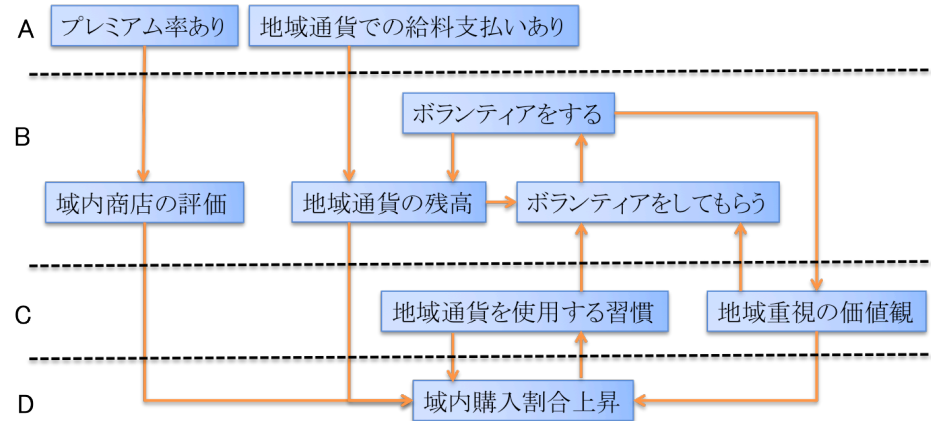 A
プレミアム率あり
地域通貨での給料支払いあり
B
ボランティアをする
域内商店の評価
地域通貨の残高
ボランティアをしてもらう
C
地域通貨を使用する習慣
地域重視の価値観
D
域内購入割合上昇